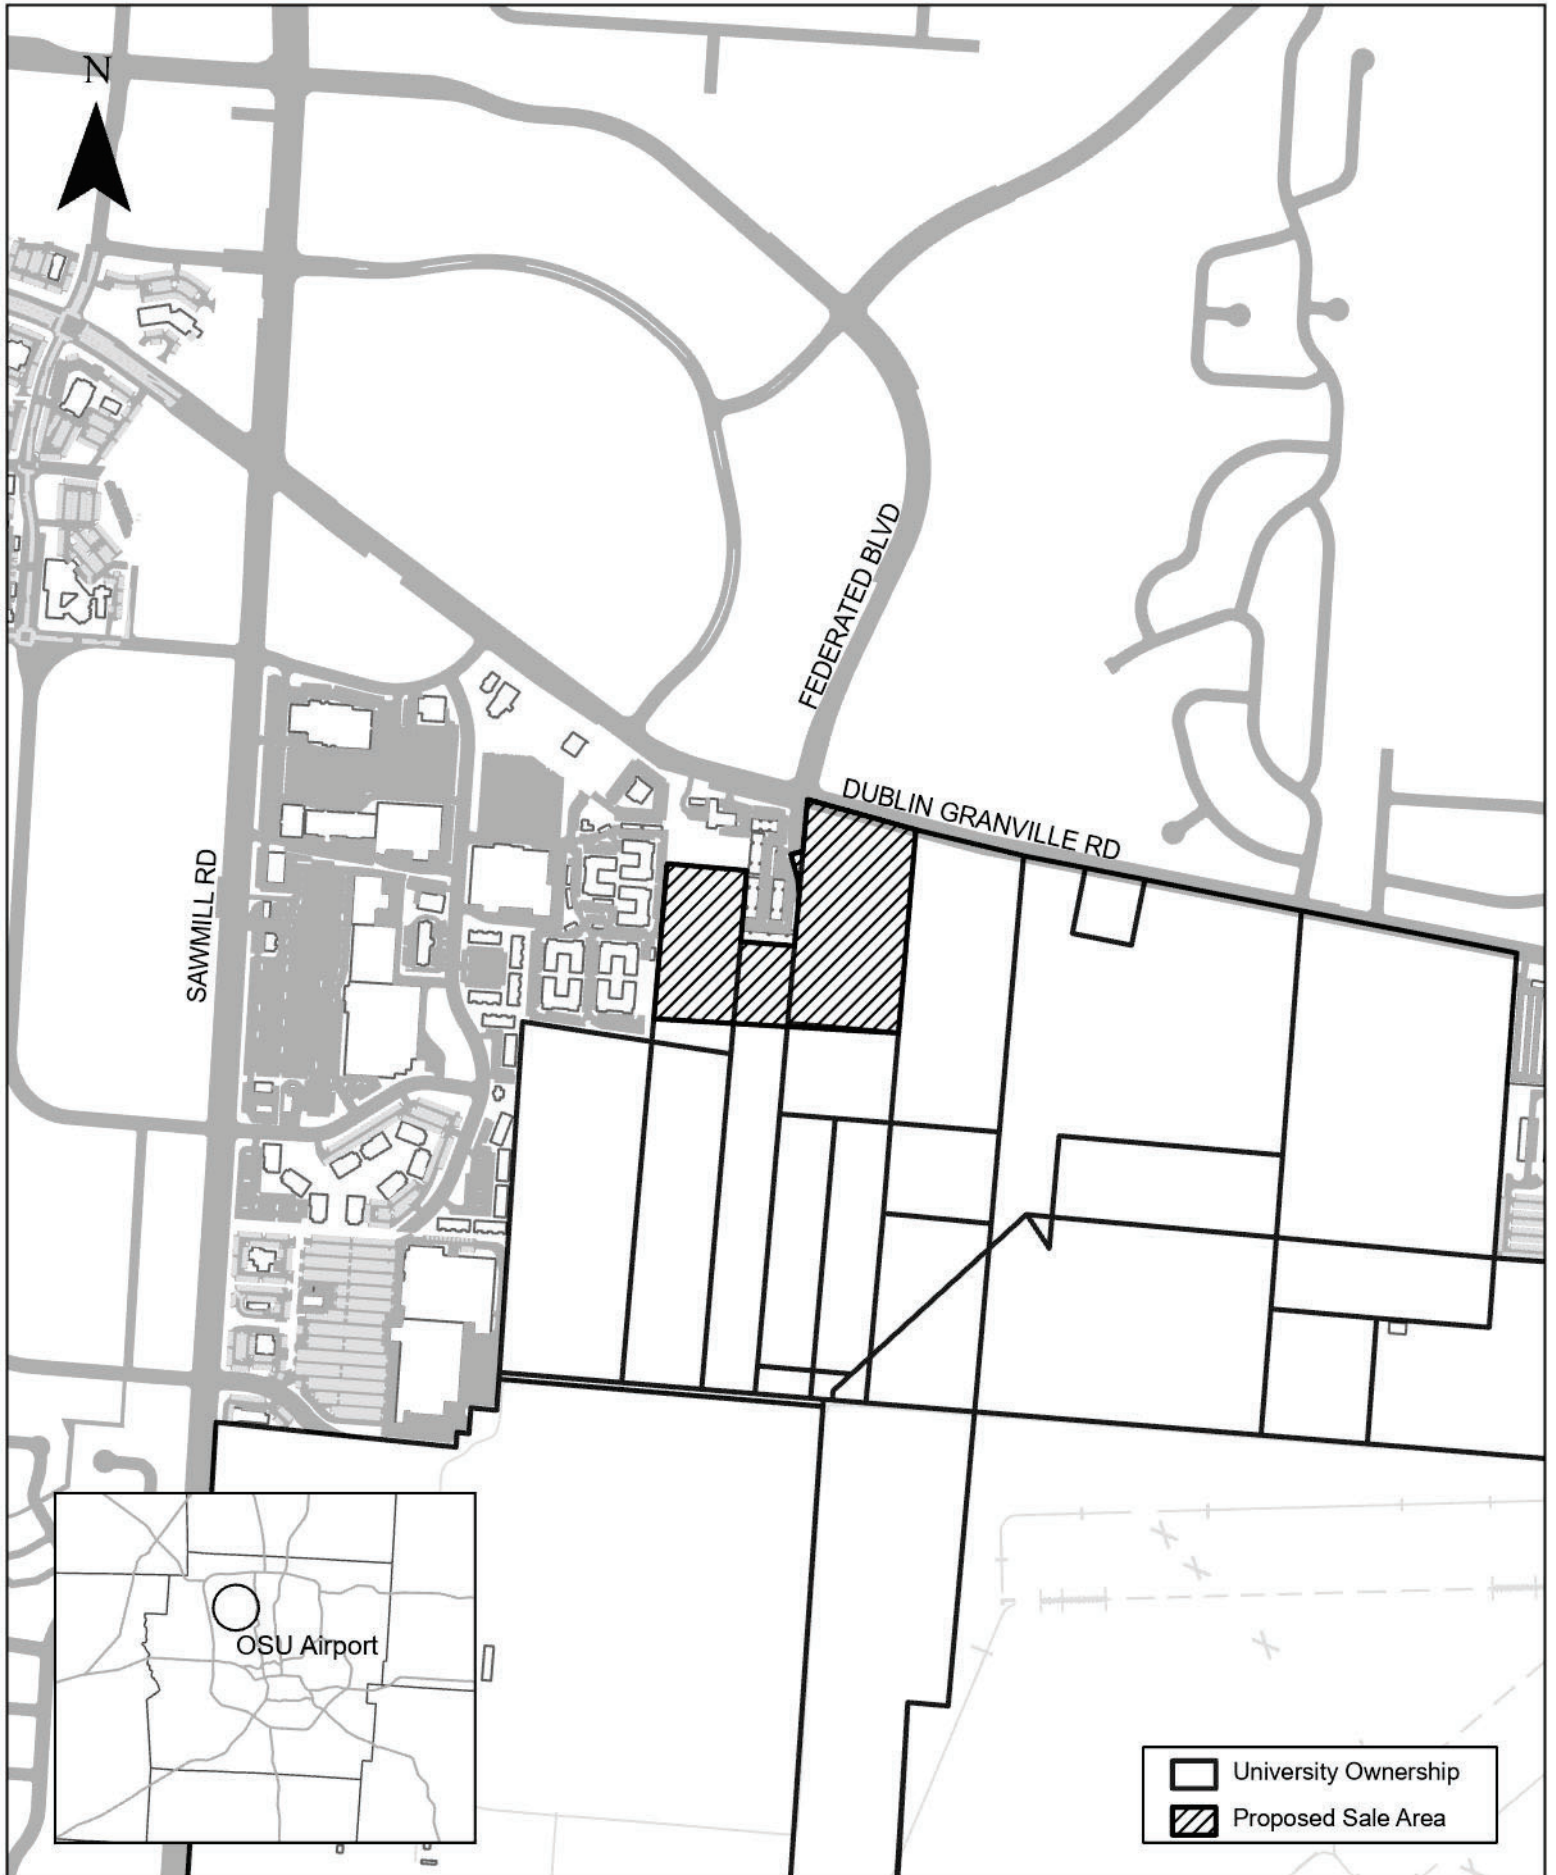 N
FEDERATED BLVD
DUBLIN GRANVILLE RD
SAWMILL RD
OSU Airport
University Ownership
Proposed Sale Area